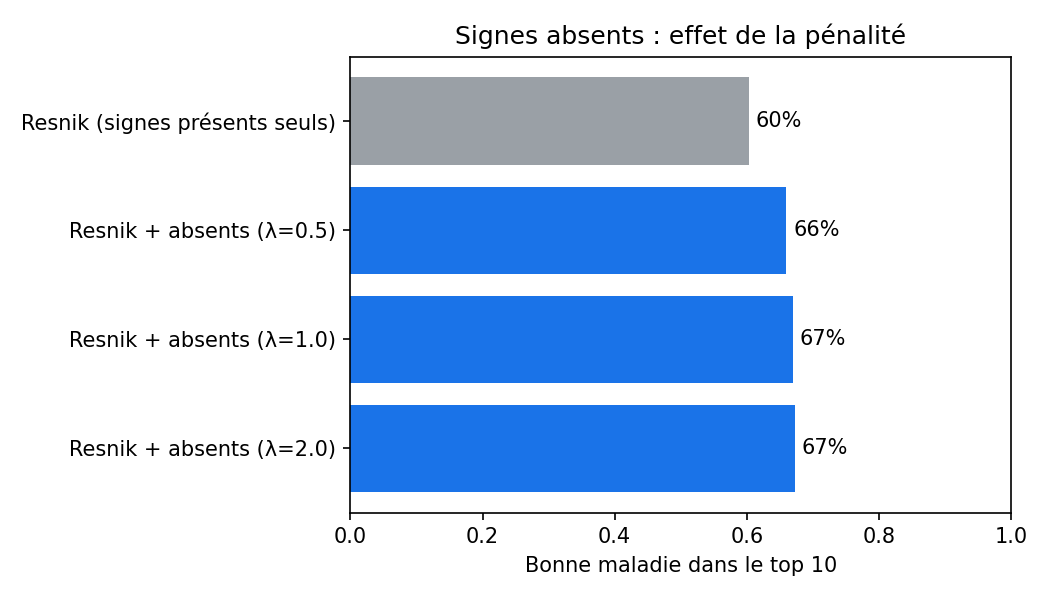 Signes absents : effet de la pénalité
Resnik (signes présents seuls)
60%
Resnik + absents (λ=0.5)
66%
Resnik + absents (λ=1.0)
67%
Resnik + absents (λ=2.0)
67%
0.0 0.2 0.4 0.6 0.8 1.0
Bonne maladie dans le top 10